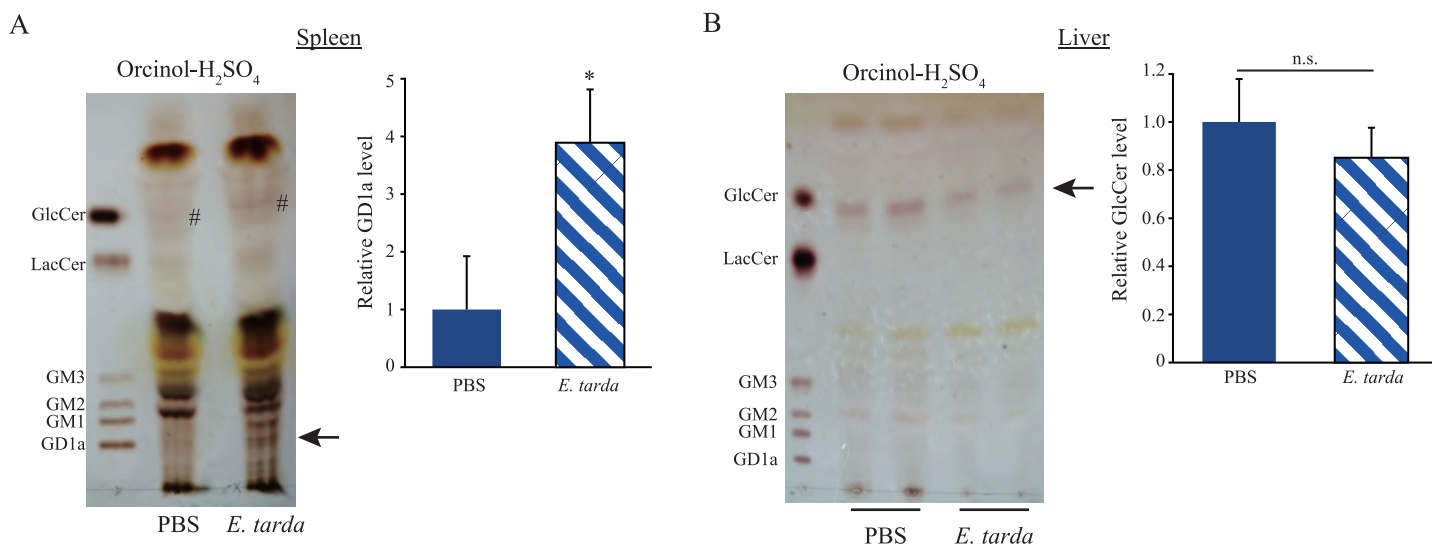 A
Spleen
Orcinol-H₂SO₄
GlcCer
#
#
LacCer
GM3
GM2
GM1
GD1a
x
PBS
E. tarda
Relative GD1a level
5
4
3
2
1
0
*
PBS
E. tarda
B
Liver
Orcinol-H₂SO₄
GlcCer
LacCer
GM3
GM2
GM1
GD1a
PBS
E. tarda
Relative GlcCer level
1.2
1.0
0.8
0.6
0.4
0.2
0
n.s.
PBS
E. tarda